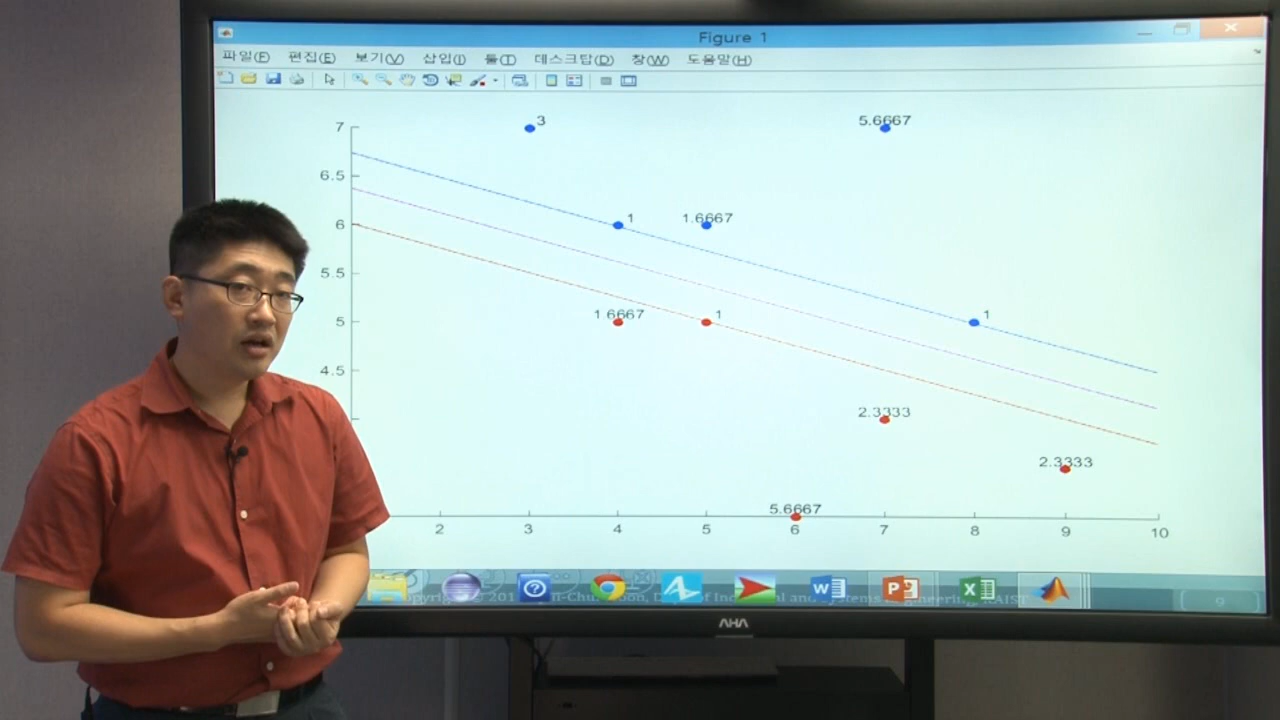 Figure 1
파일(F) 편집(E) 보기(V) 삽입(I) 툴(T) 데스크탑(D) 창(W) 도움말(H)
7 3 5.6667
6.5
6 1 1.6667
5.5
5 1.6667 1 1
4.5
2.3333
2.3333
5.6667
2 3 4 5 6 7 8 9 10
AHA